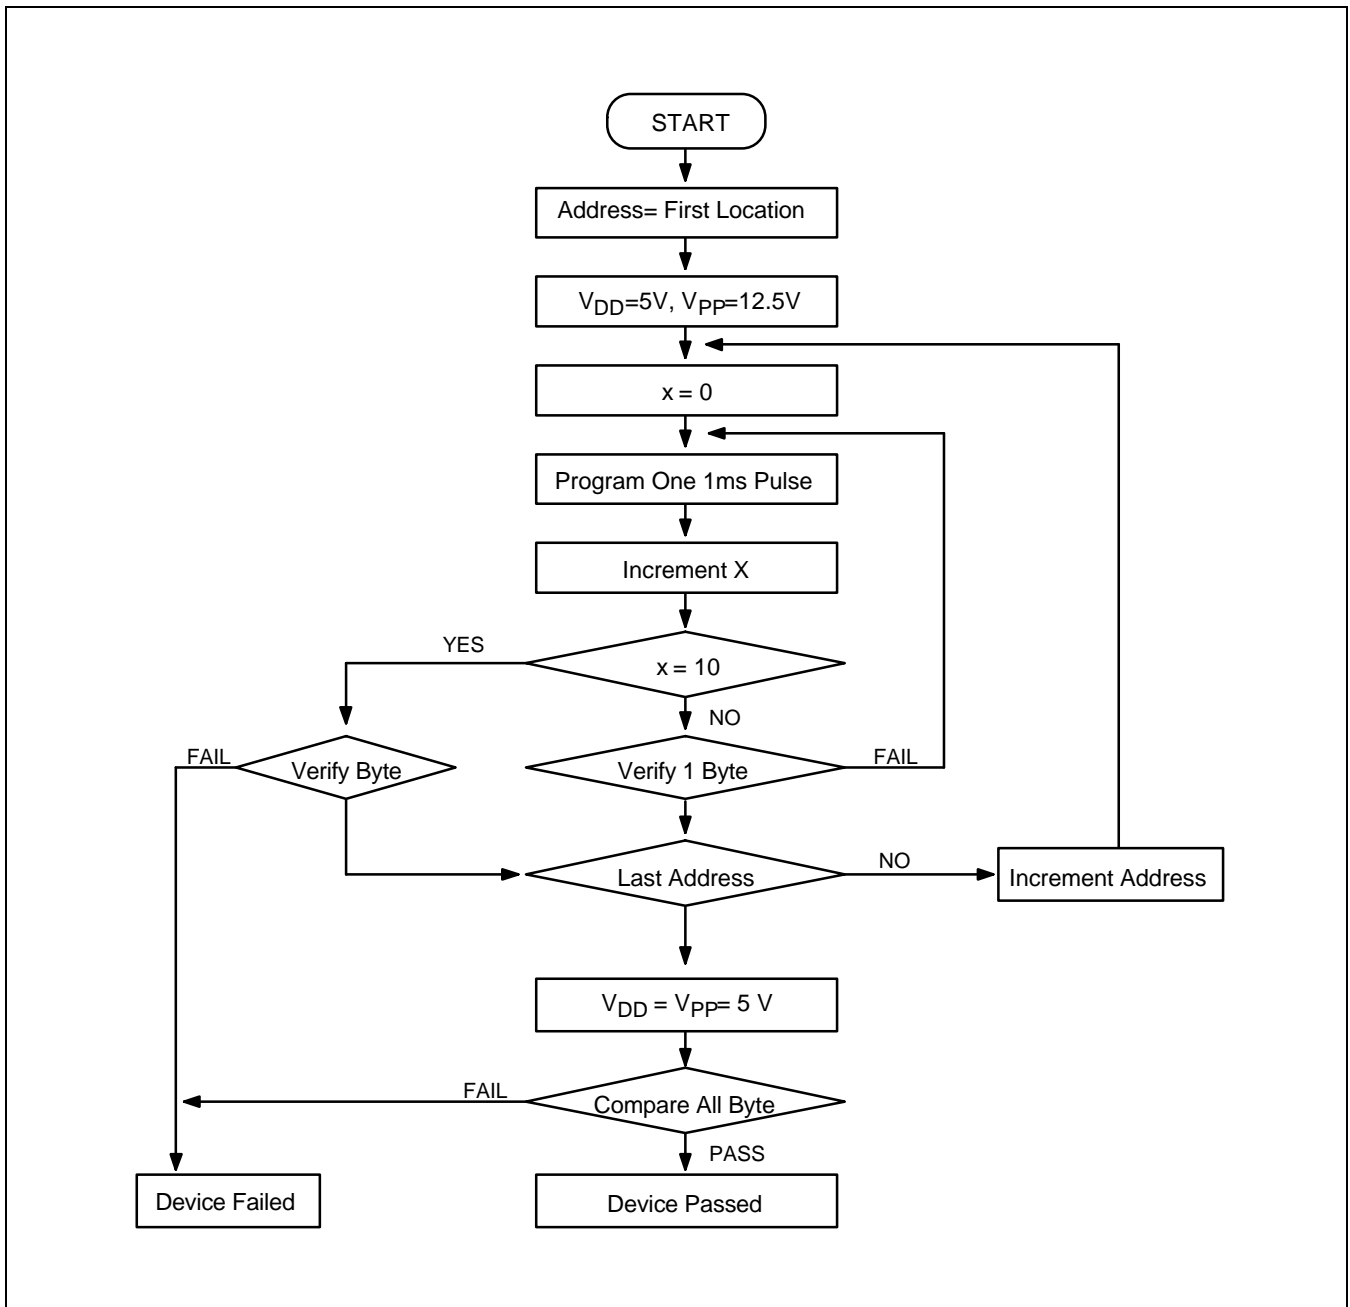 START
Address= First Location
VDD=5V, VPP=12.5V
x = 0
Program One 1ms Pulse
Increment X
YES
x = 10
NO
FAIL
Verify Byte
Verify 1 Byte
FAIL
Last Address
NO
Increment Address
VDD = VPP= 5 V
FAIL
Compare All Byte
PASS
Device Failed
Device Passed